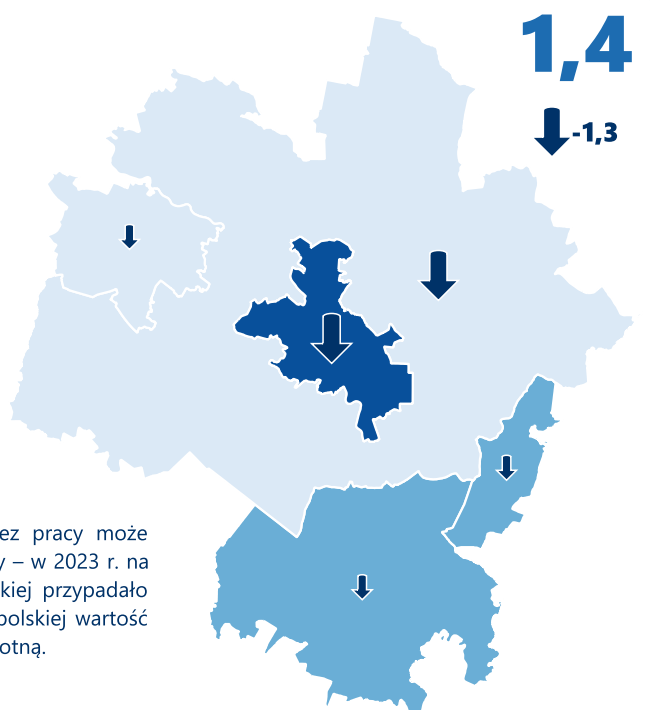 1,4
-1,3
ez pracy może
y – w 2023 r. na
kiej przypadało
polskiej wartość
otną.